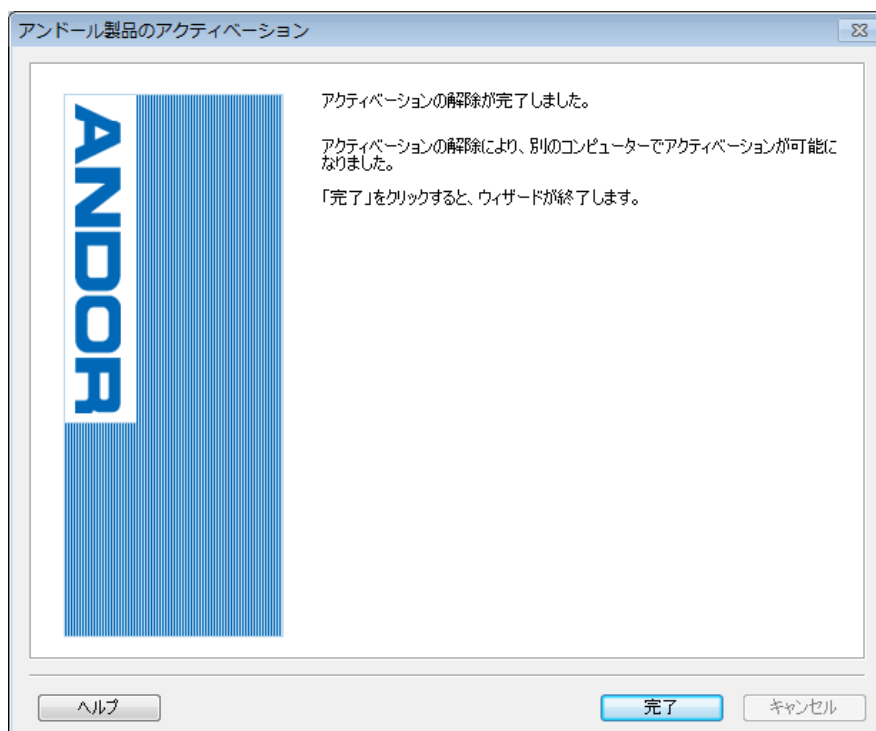 アンドール製品のアクティベーション
ANDOR
アクティベーションの解除が完了しました。
アクティベーションの解除により、別のコンピューターでアクティベーションが可能に
なりました。
「完了」をクリックすると、ウィザードが終了します。
ヘルプ
完了
キャンセル